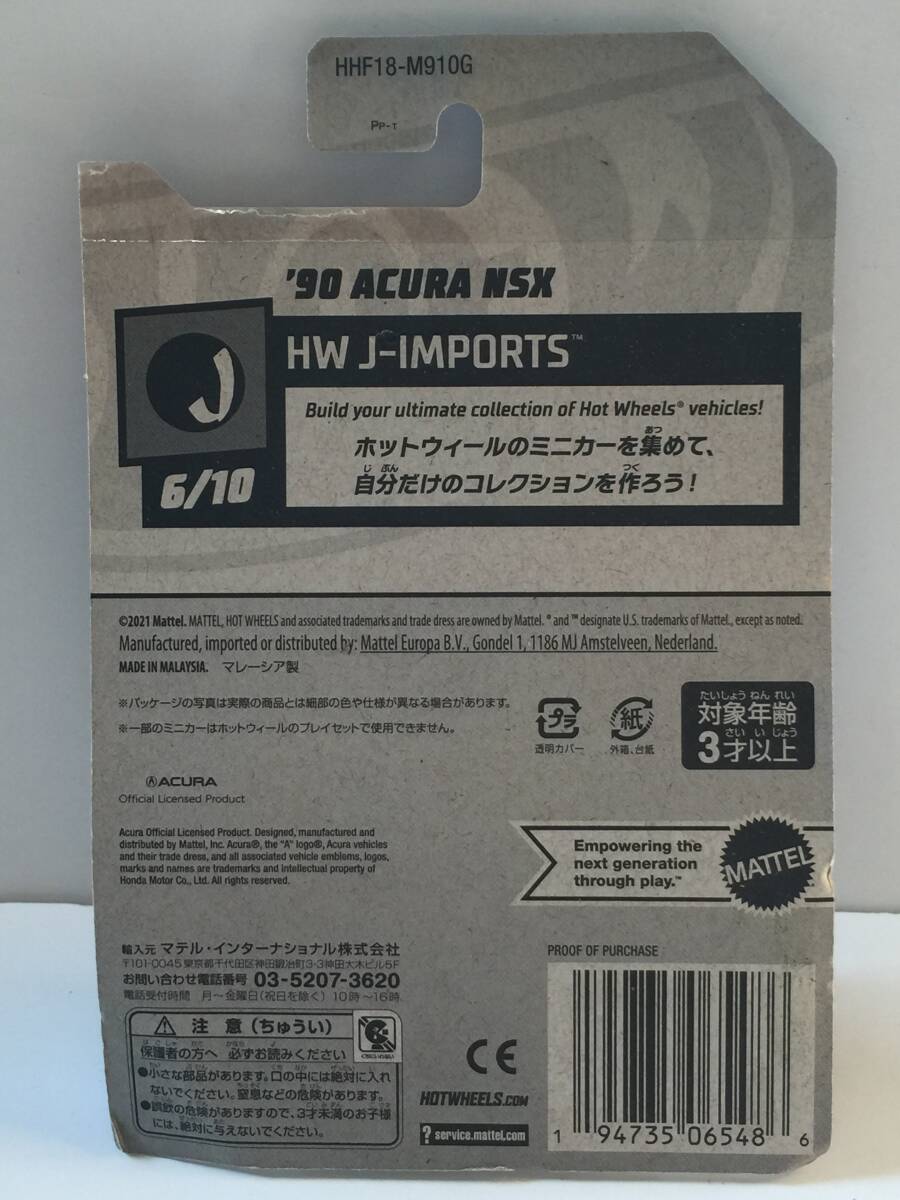 HHF18-M910G
PP-T
'90 ACURA NSX
HW J-IMPORTS™
J
6/10
Build your ultimate collection of Hot Wheels® vehicles!
ホットウィールのミニカーを集めて、
自分だけのコレクションを作ろう!
©2021 Mattel. MATTEL, HOT WHEELS and associated trademarks and trade dress are owned by Mattel. ® and ™ designate U.S. trademarks of Mattel, except as noted.
Manufactured, imported or distributed by: Mattel Europa B.V., Gondel 1, 1186 MJ Amstelveen, Nederland.
MADE IN MALAYSIA. マレーシア製
※パッケージの写真は実際の商品とは細部の色や仕様が異なる場合があります。
※一部のミニカーはホットウィールのプレイセットで使用できません。
プラ
透明カバー
紙
外箱、台紙
たいしょう ねん れい
対象年齢
さい い じょう
3才以上
ACURA
Official Licensed Product
Acura Official Licensed Product. Designed, manufactured and
distributed by Mattel, Inc. Acura®, the "A" logo®, Acura vehicles
and their trade dress, and all associated vehicle emblems, logos,
marks and names are trademarks and intellectual property of
Honda Motor Co., Ltd. All rights reserved.
Empowering the
next generation
through play.™
MATTEL
輸入元 マテル・インターナショナル株式会社
〒101-0045 東京都千代田区神田鍛冶町3-3神田大木ビル5F
お問い合わせ電話番号 03-5207-3620
電話受付時間 月～金曜日(祝日を除く)10時～16時
注 意(ちゅうい)
保護者の方へ 必ずお読みください
●小さな部品があります。口の中には絶対に入れ
ないでください。窒息などの危険があります。
●誤飲の危険がありますので、3才未満のお子様
には、絶対に与えないでください。
CE
HOTWHEELS.COM
? service.mattel.com
PROOF OF PURCHASE
1 94735 06548 6